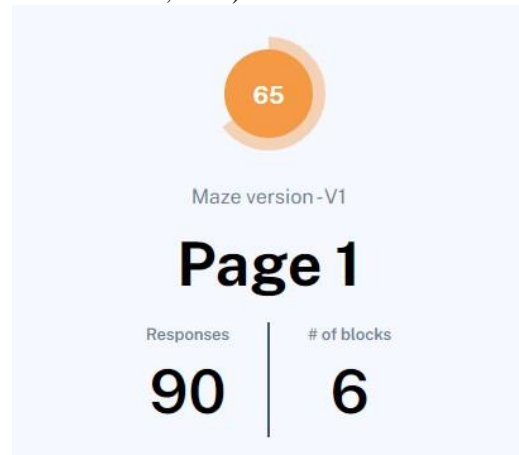 65
Maze version - V1
Page 1
Responses
# of blocks
90
6